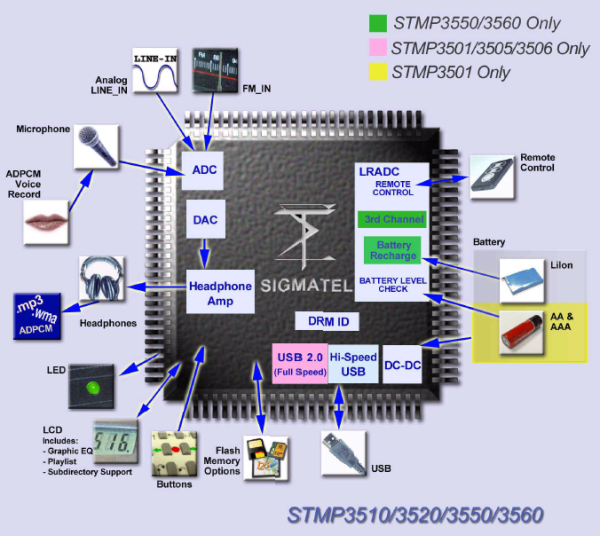 STMP3550/3560 Only
STMP3501/3505/3506 Only
STMP3501 Only
LINE-IN
FM
Analog
LINE_IN
FM_IN
Microphone
ADPCM
Voice
Record
ADC
DAC
Headphone
Amp
Headphones
.mp3
.wma
ADPCM
SIGMATEL
LRADC
REMOTE
CONTROL
3rd Channel
Battery
Recharge
BATTERY LEVEL
CHECK
Remote
Control
Battery
LiIon
AA &
AAA
DRM ID
USB 2.0
(Full Speed)
Hi-Speed
USB
DC-DC
LED
LCD
Includes:
- Graphic EQ
- Playlist
- Subdirectory Support
516.
Buttons
Flash
Memory
Options
USB
STMP3510/3520/3550/3560